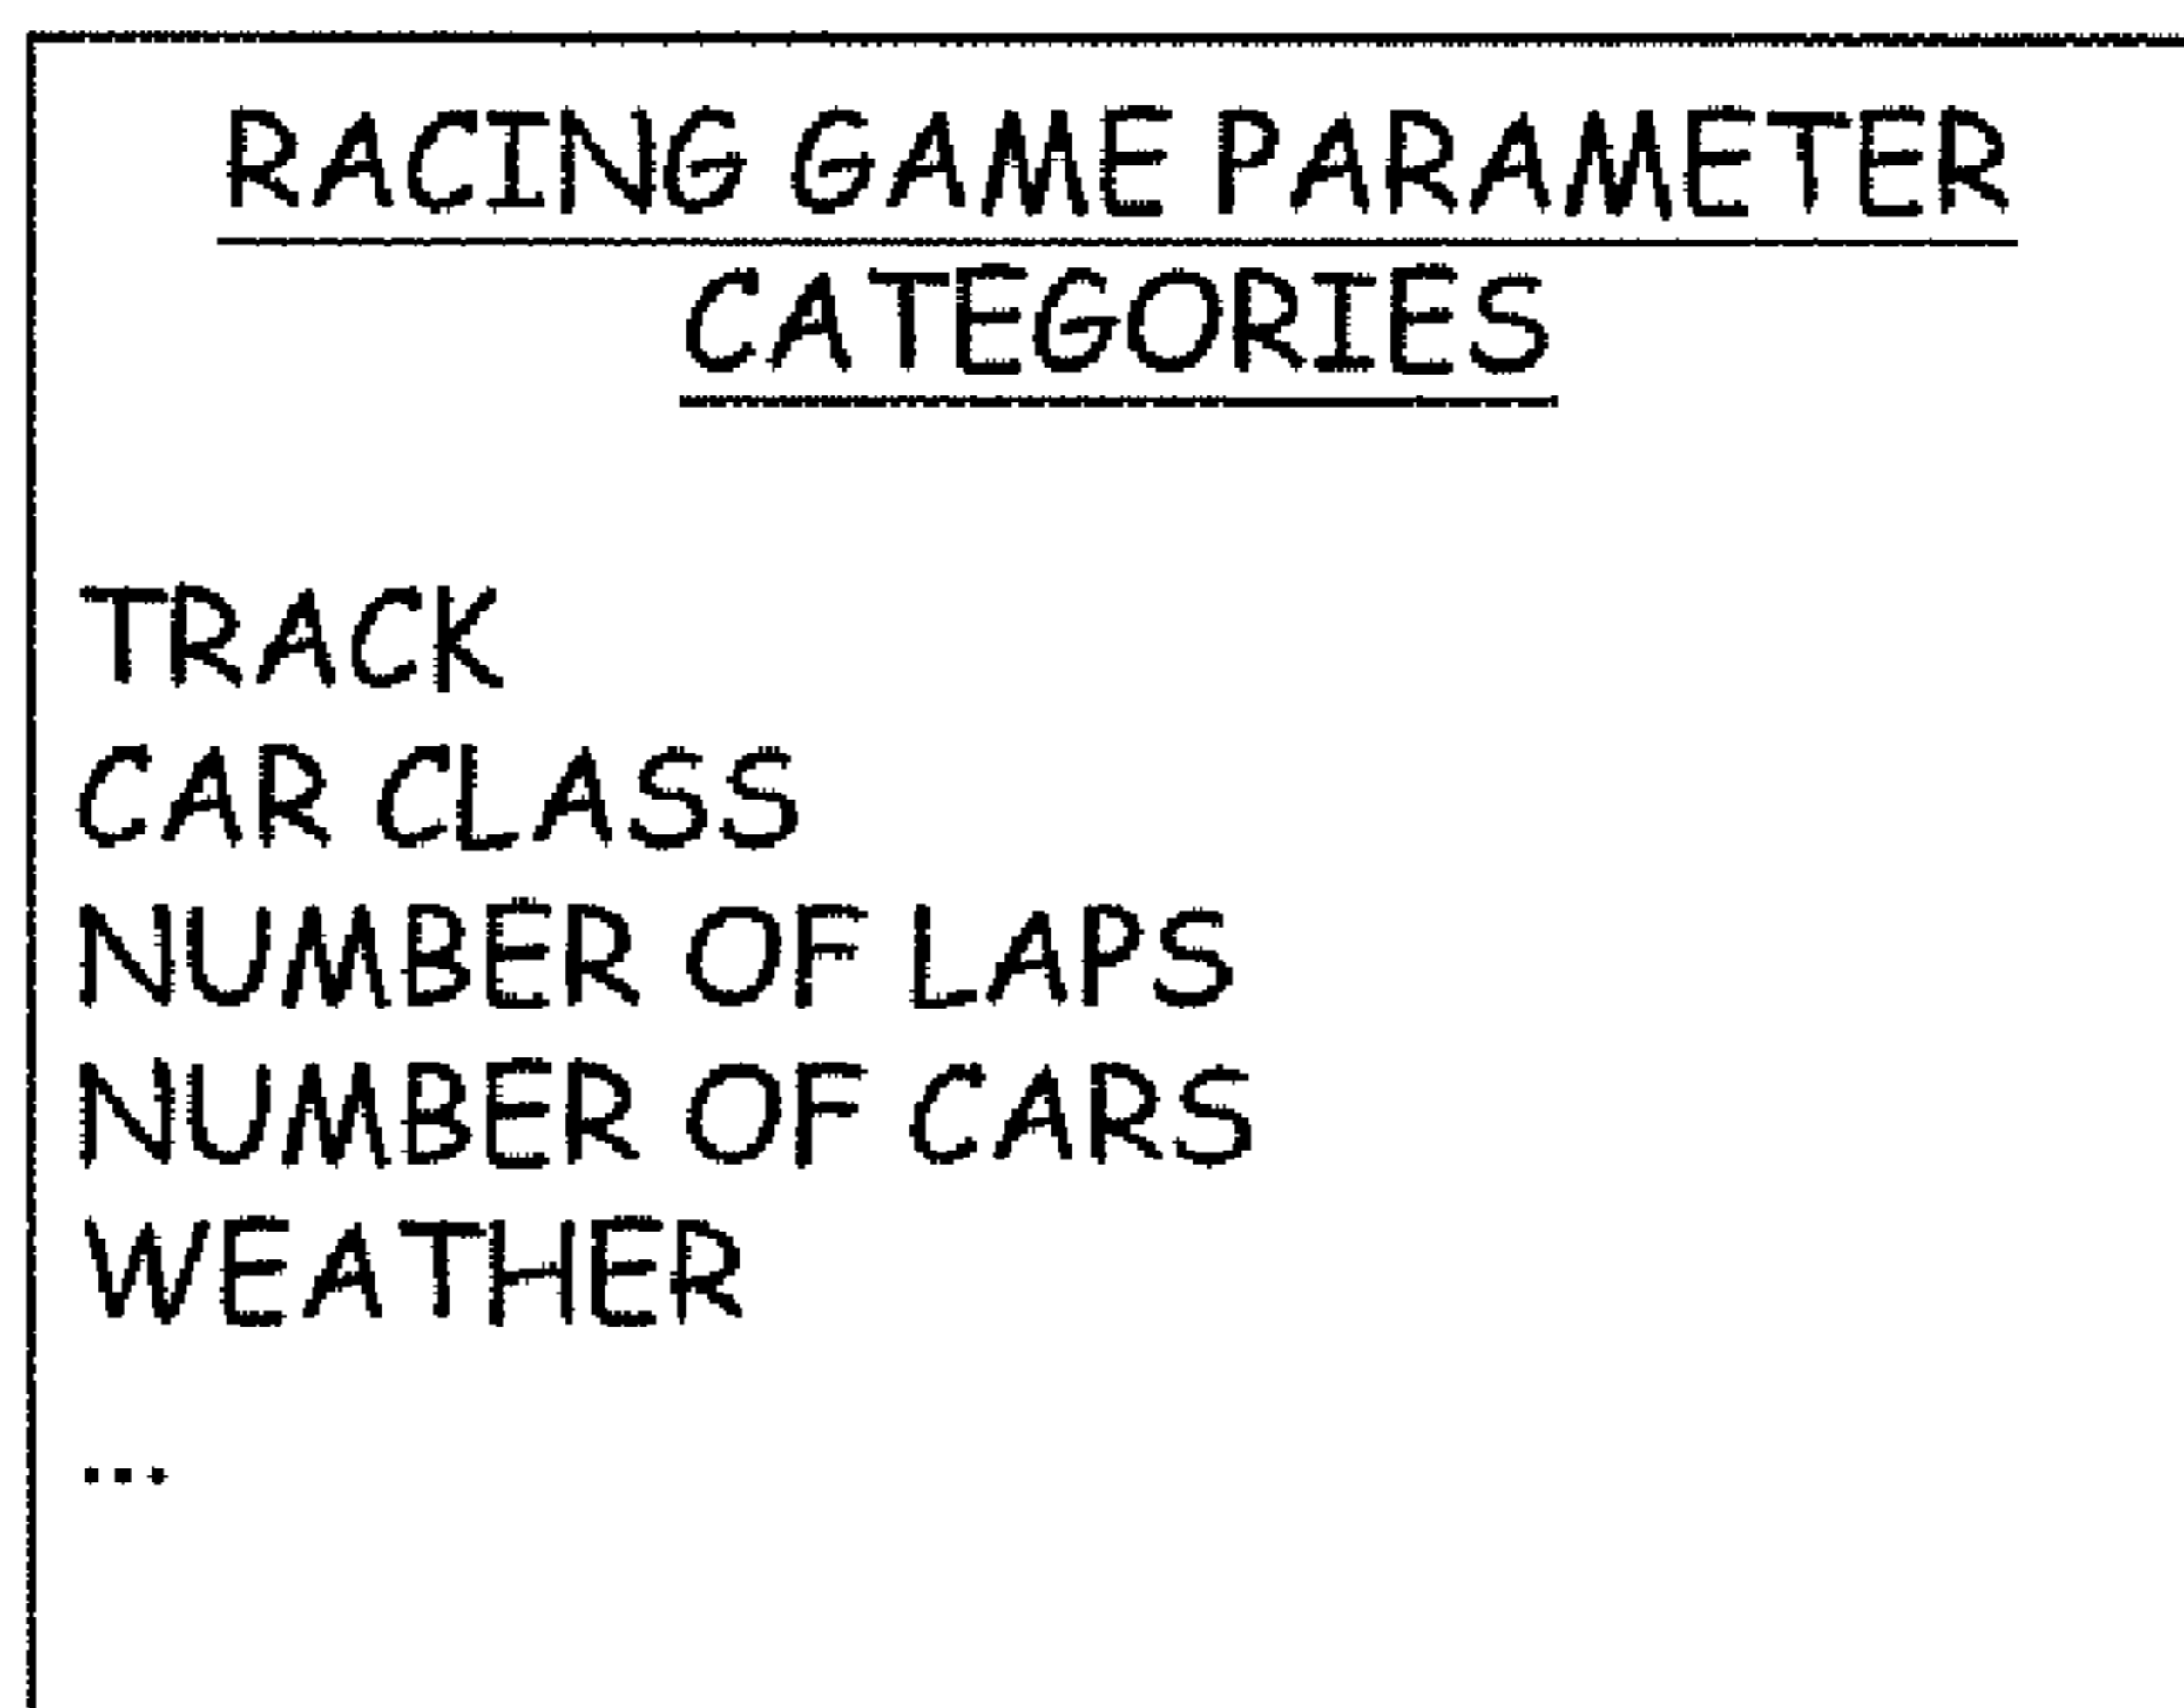 RACING GAME PARAMETER
CATEGORIES
TRACK
CAR CLASS
NUMBER OF LAPS
NUMBER OF CARS
WEATHER
...